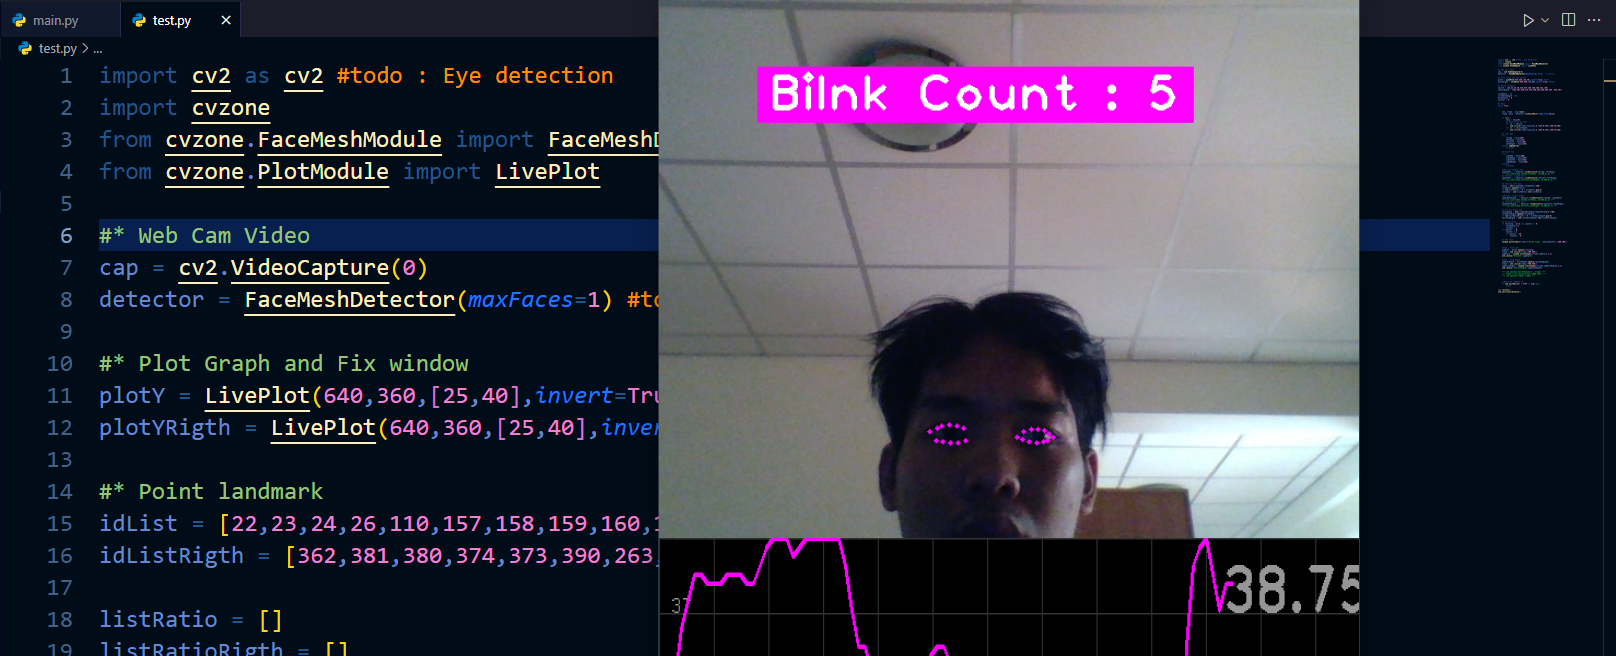 main.py
test.py
test.py > ...
1 import cv2 as cv2 #todo : Eye detection
2 import cvzone
3 from cvzone.FaceMeshModule import FaceMeshD
4 from cvzone.PlotModule import LivePlot
5
6 #* Web Cam Video
7 cap = cv2.VideoCapture(0)
8 detector = FaceMeshDetector(maxFaces=1) #to
9
10 #* Plot Graph and Fix window
11 plotY = LivePlot(640,360,[25,40],invert=Tru
12 plotYRigth = LivePlot(640,360,[25,40],inver
13
14 #* Point landmark
15 idList = [22,23,24,26,110,157,158,159,160,1
16 idListRigth = [362,381,380,374,373,390,263,
17
18 listRatio = []
19 listRatioRigth = []
Bilnk Count : 5
37
38.75